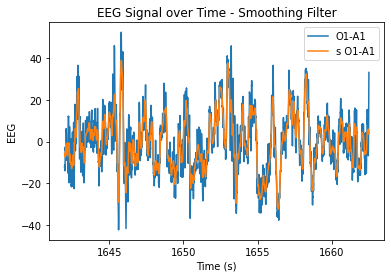 EEG Signal over Time - Smoothing Filter
O1-A1
s O1-A1
EEG
40
20
0
−20
−40
1645
1650
1655
1660
Time (s)